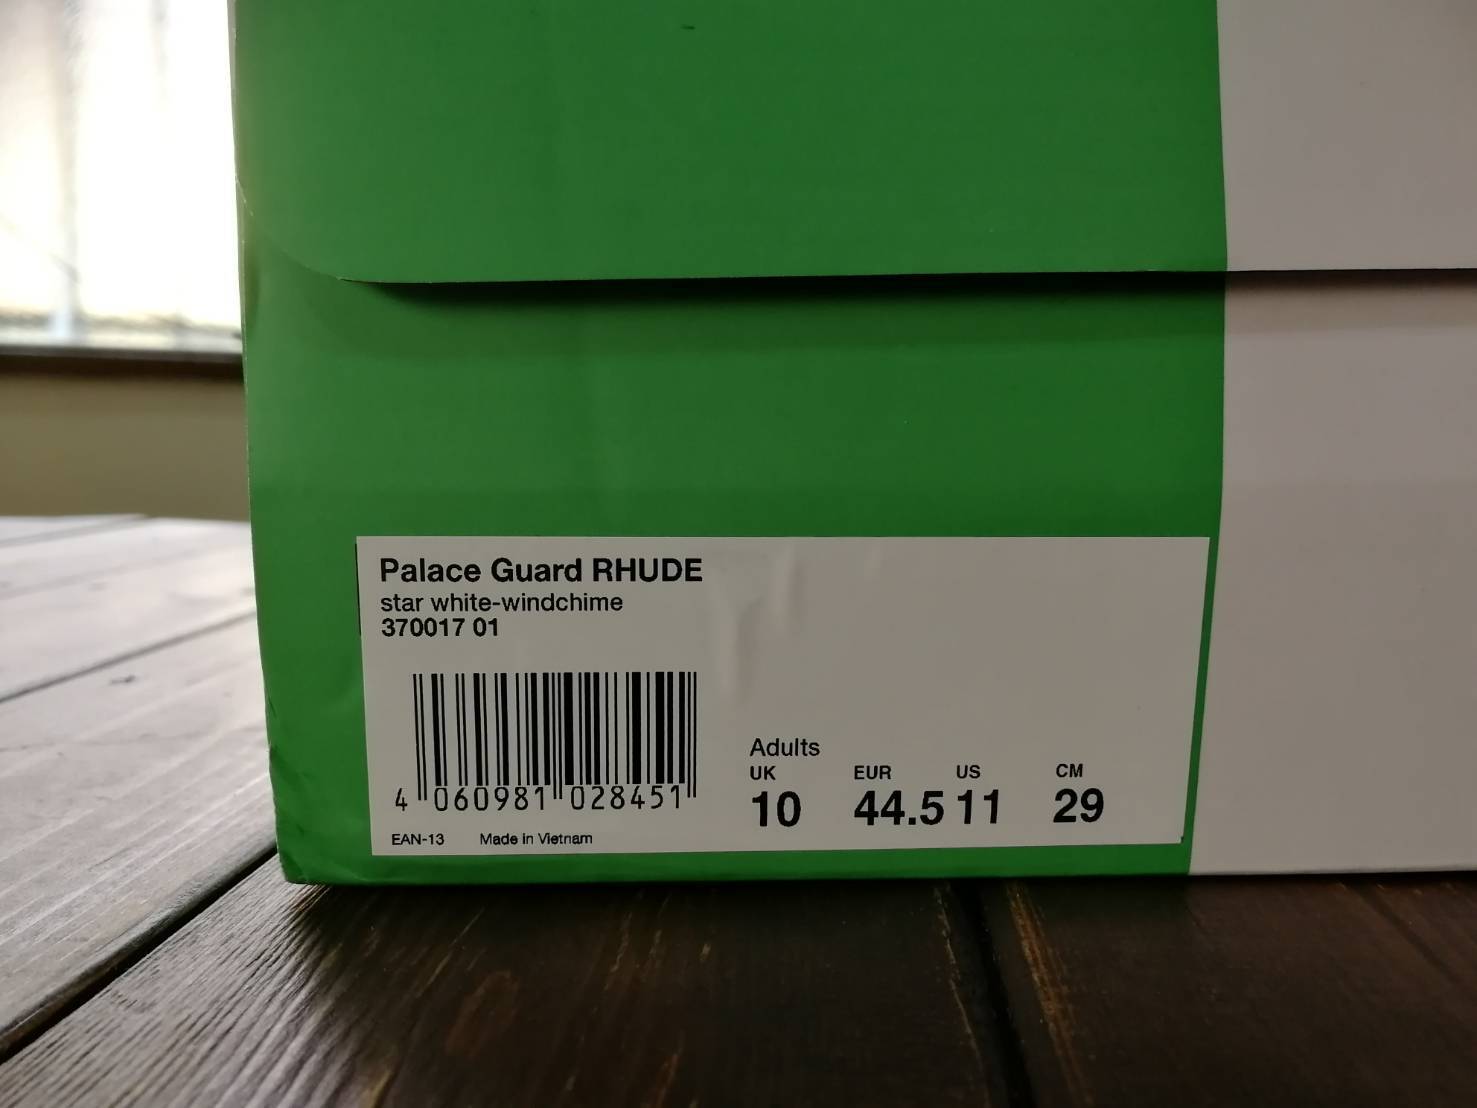 Palace Guard RHUDE
star white-windchime
370017 01
4 060981 028451
EAN-13 Made in Vietnam
Adults
UK EUR US CM
10 44.5 11 29